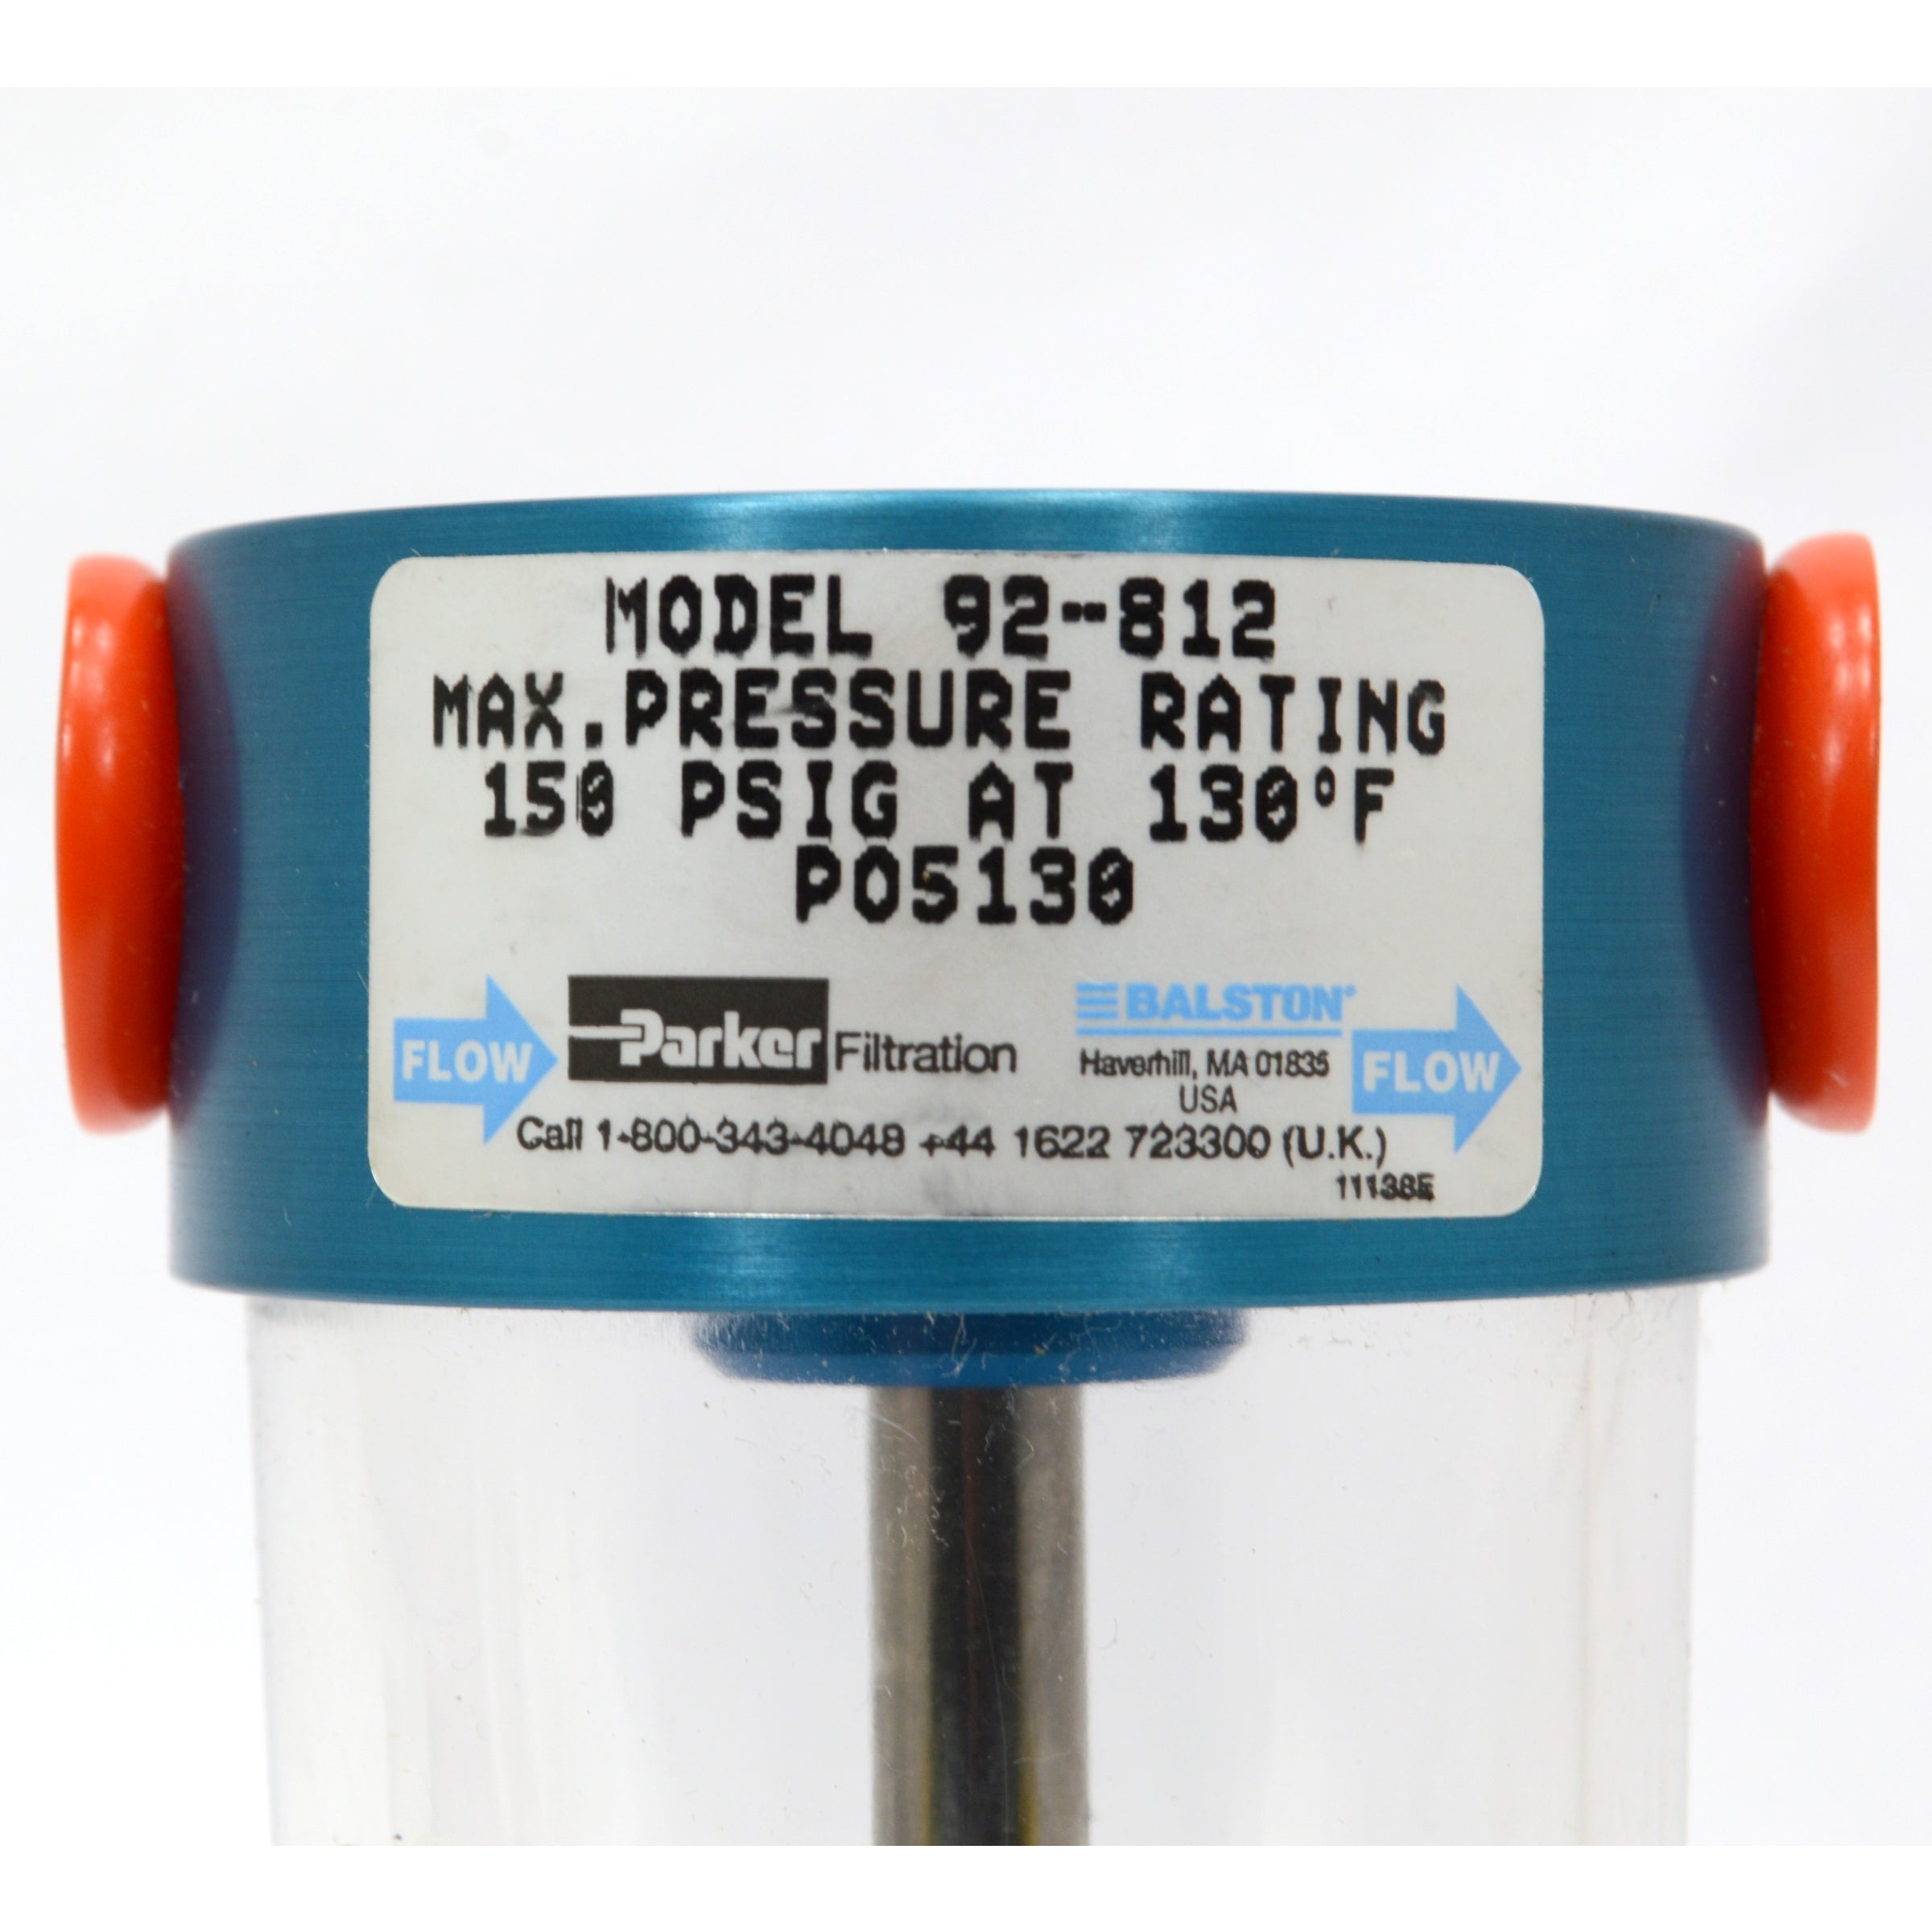 MODEL 92-812
MAX.PRESSURE RATING
150 PSIG AT 130°F
PO5130
FLOW Parker Filtration
BALSTON®
Haverhill, MA 01835
USA
FLOW
Call 1-800-343-4048 +44 1622 723300 (U.K.)
11138E